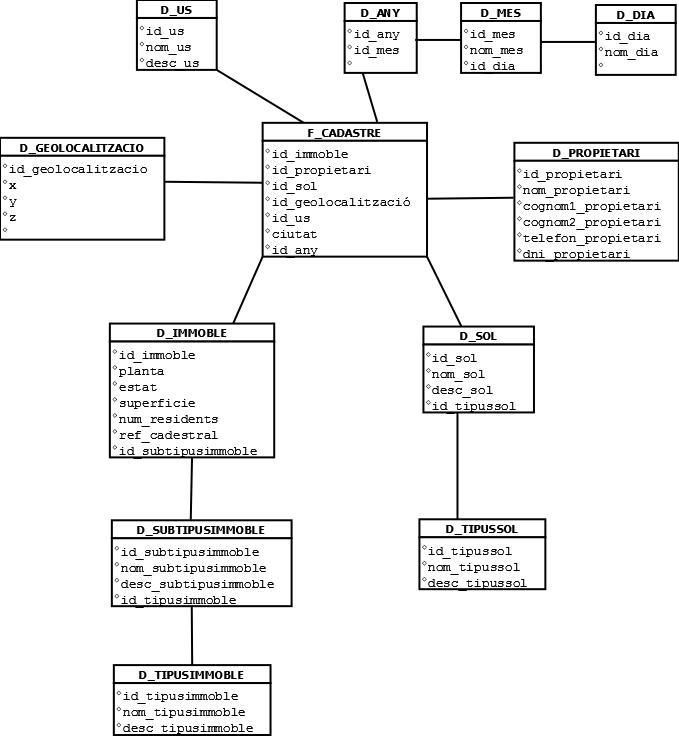 D_US
id_us
nom_us
desc_us
D_ANY
id_any
id_mes
D_MES
id_mes
nom_mes
id_dia
D_DIA
id_dia
nom_dia
D_GEOLOCALITZACIO
id_geolocalitzacio
x
y
z
F_CADASTRE
id_immoble
id_propietari
id_sol
id_geolocalització
id_us
ciutat
id_any
D_PROPIETARI
id_propietari
nom_propietari
cognom1_propietari
cognom2_propietari
telefon_propietari
dni_propietari
D_IMMOBLE
id_immoble
planta
estat
superficie
num_residents
ref_cadestral
id_subtipusimmoble
D_SOL
id_sol
nom_sol
desc_sol
id_tipussol
D_SUBTIPUSIMMOBLE
id_subtipusimmoble
nom_subtipusimmoble
desc_subtipusimmoble
id_tipusimmoble
D_TIPUSSOL
id_tipussol
nom_tipussol
desc_tipussol
D_TIPUSIMMOBLE
id_tipusimmoble
nom_tipusimmoble
desc_tipusimmoble